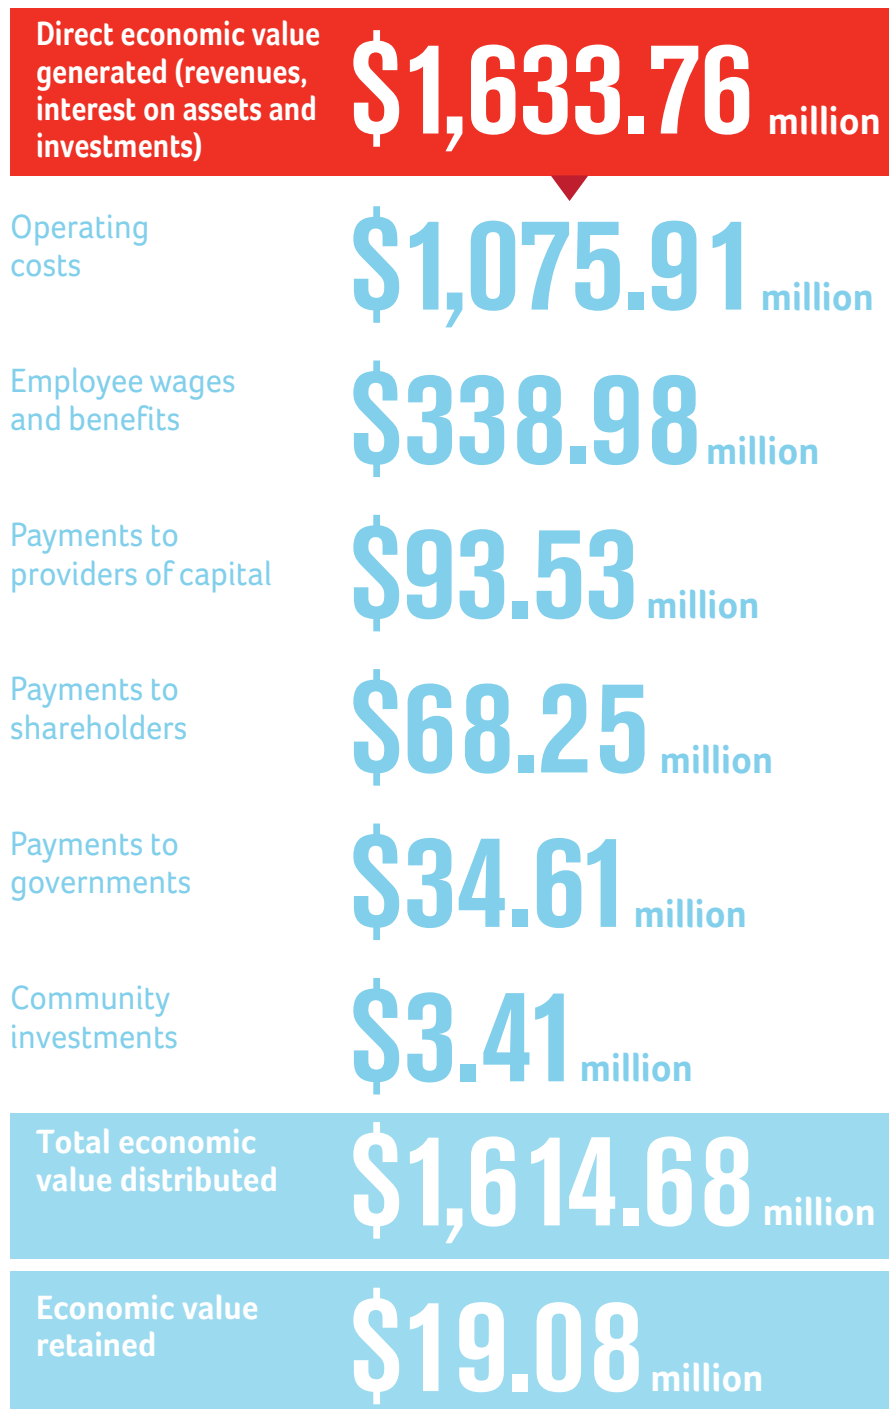 Direct economic value
generated (revenues,
interest on assets and
investments)
$1,633.76 million
Operating
costs
$1,075.91 million
Employee wages
and benefits
$338.98 million
Payments to
providers of capital
$93.53 million
Payments to
shareholders
$68.25 million
Payments to
governments
$34.61 million
Community
investments
$3.41 million
Total economic
value distributed
$1,614.68 million
Economic value
retained
$19.08 million